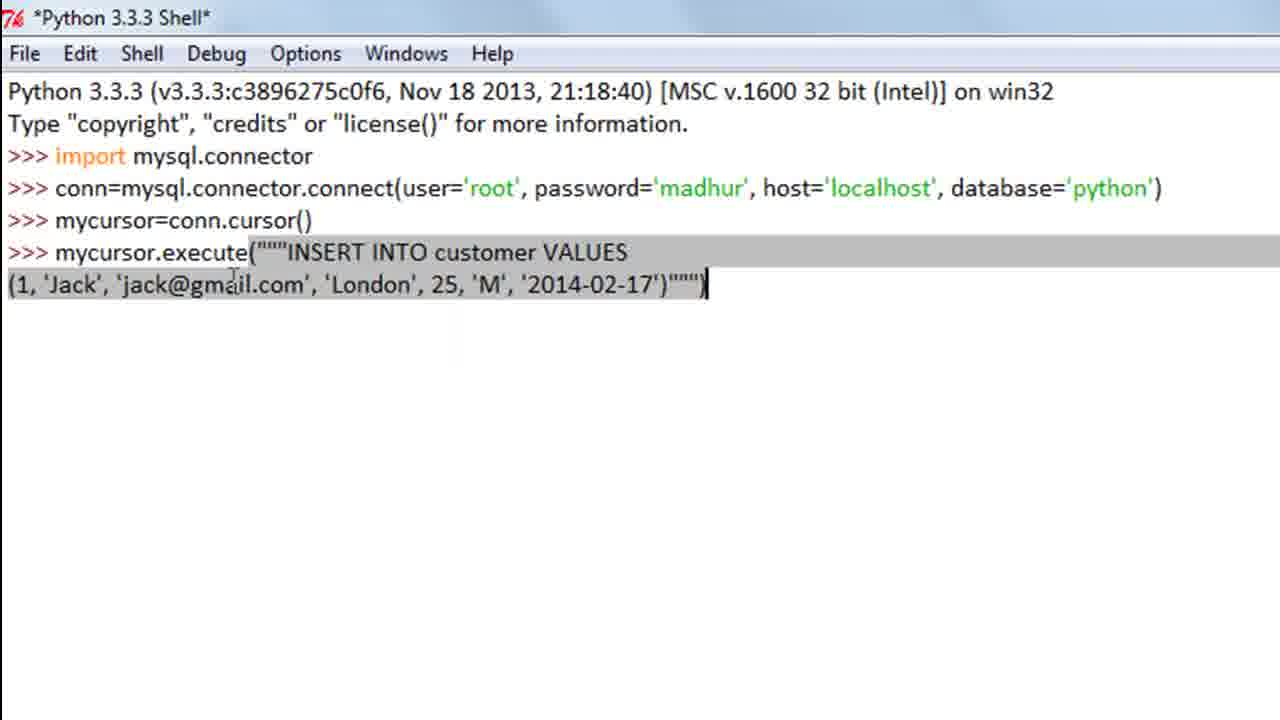 *Python 3.3.3 Shell*
File Edit Shell Debug Options Windows Help
Python 3.3.3 (v3.3.3:c3896275c0f6, Nov 18 2013, 21:18:40) [MSC v.1600 32 bit (Intel)] on win32
Type "copyright", "credits" or "license()" for more information.
>>> import mysql.connector
>>> conn=mysql.connector.connect(user='root', password='madhur', host='localhost', database='python')
>>> mycursor=conn.cursor()
>>> mycursor.execute("""INSERT INTO customer VALUES
(1, 'Jack', 'jack@gmail.com', 'London', 25, 'M', '2014-02-17')""")